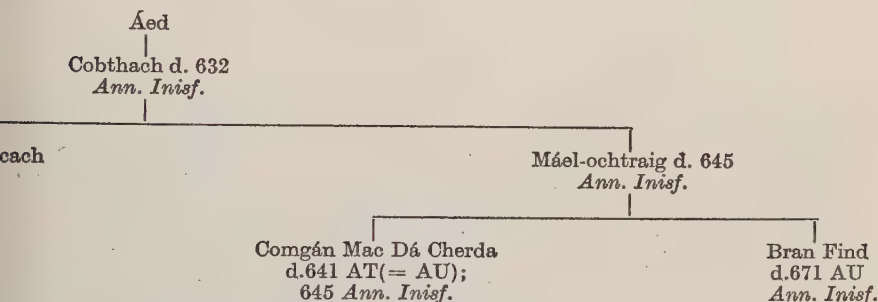 Áed
Cobthach d. 632
Ann. Inisf.
cach
Máel-ochtraig d. 645
Ann. Inisf.
Comgán Mac Dá Cherda
d.641 AT(= AU);
645 Ann. Inisf.
Bran Find
d.671 AU
Ann. Inisf.